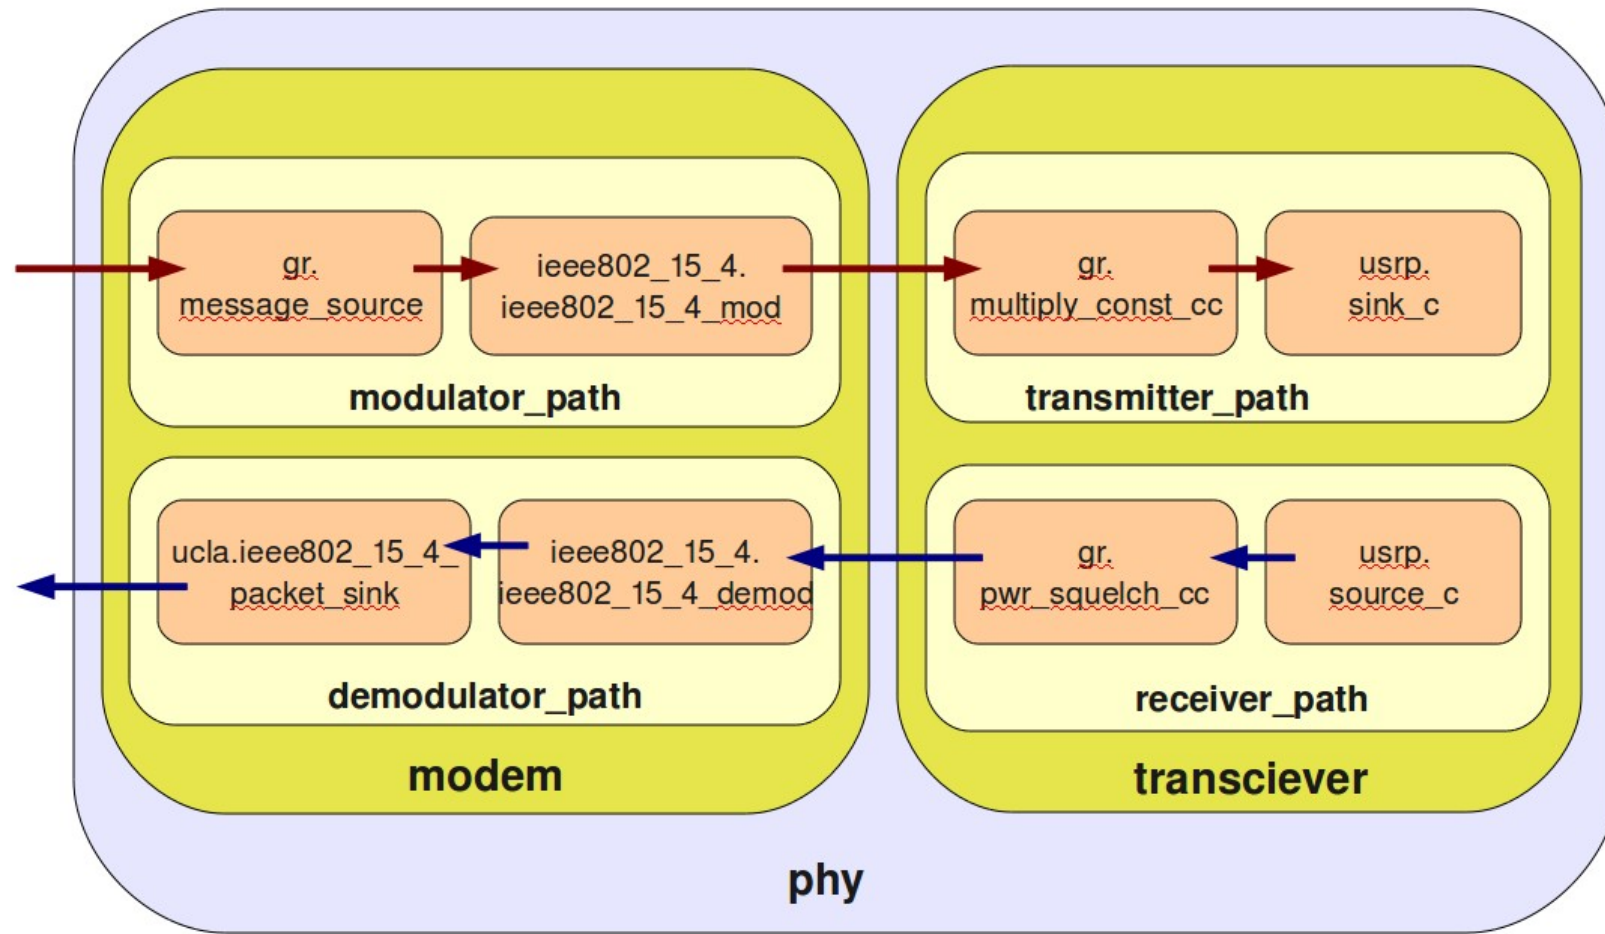 gr.
message_source
ieee802_15_4.
ieee802_15_4_mod
modulator_path
gr.
multiply_const_cc
usrp.
sink_c
transmitter_path
ucla.ieee802_15_4_
packet_sink
ieee802_15_4.
ieee802_15_4_demod
demodulator_path
gr.
pwr_squelch_cc
usrp.
source_c
receiver_path
modem
transciever
phy